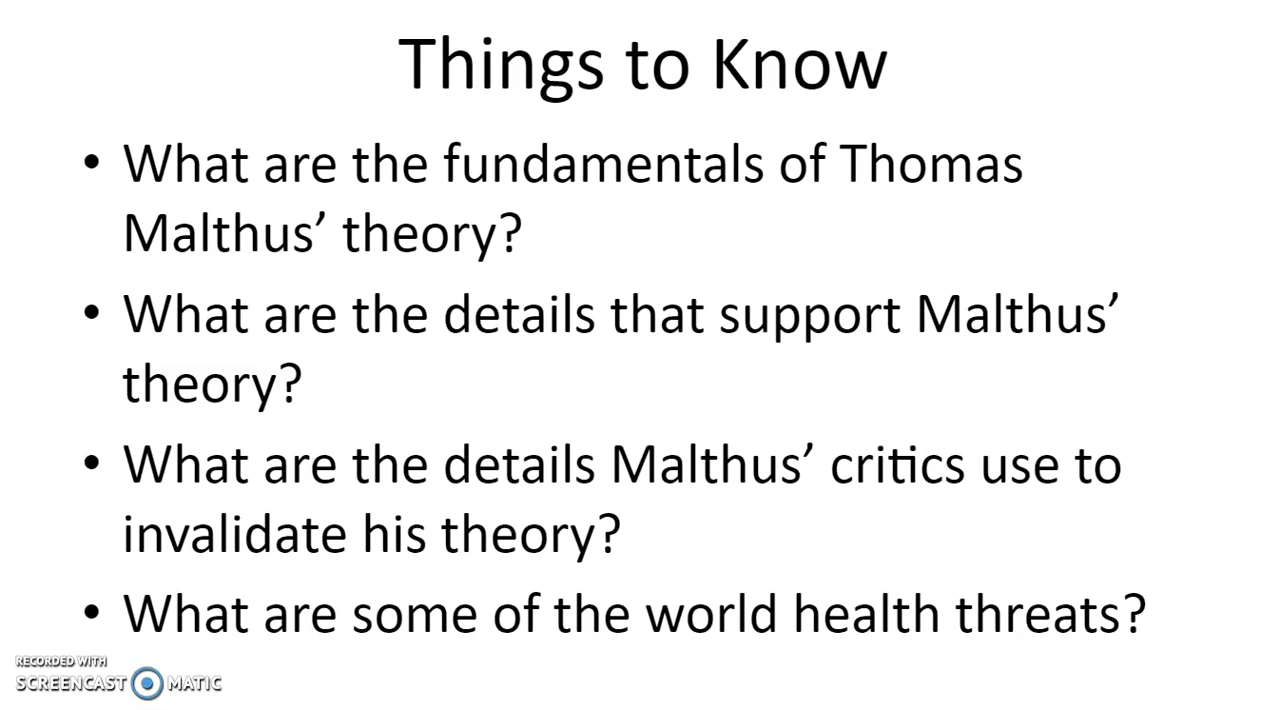 Things to Know
• What are the fundamentals of Thomas
Malthus’ theory?
• What are the details that support Malthus’
theory?
• What are the details Malthus’ critics use to
invalidate his theory?
• What are some of the world health threats?
RECORDED WITH
SCREENCAST MATIC